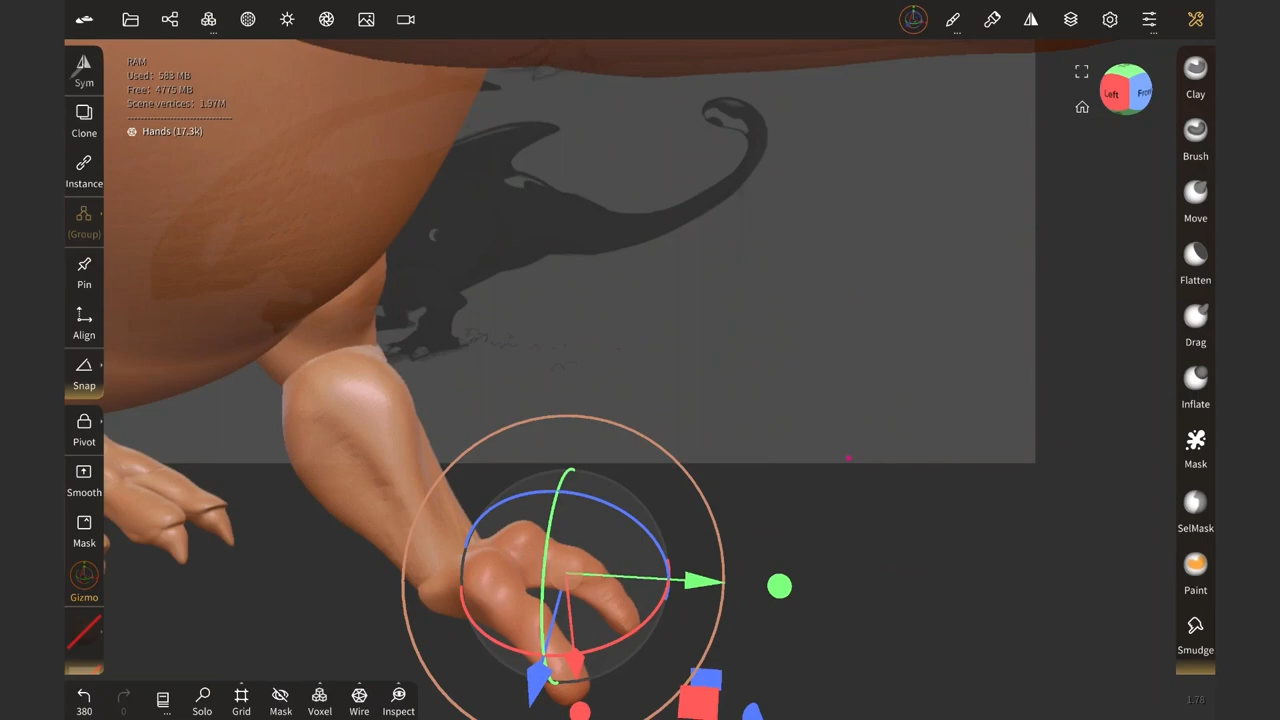 RAM
Used: 583 MB
Free: 4775 MB
Scene vertices: 1.97M
Hands (17.3k)
Sym
Clone
Instance
(Group)
Pin
Align
Snap
Pivot
Smooth
Mask
Gizmo
380
0
...
Solo
Grid
Mask
Voxel
Wire
Inspect
Left
Fron
Clay
Brush
Move
Flatten
Drag
Inflate
Mask
SelMask
Paint
Smudge
1.78